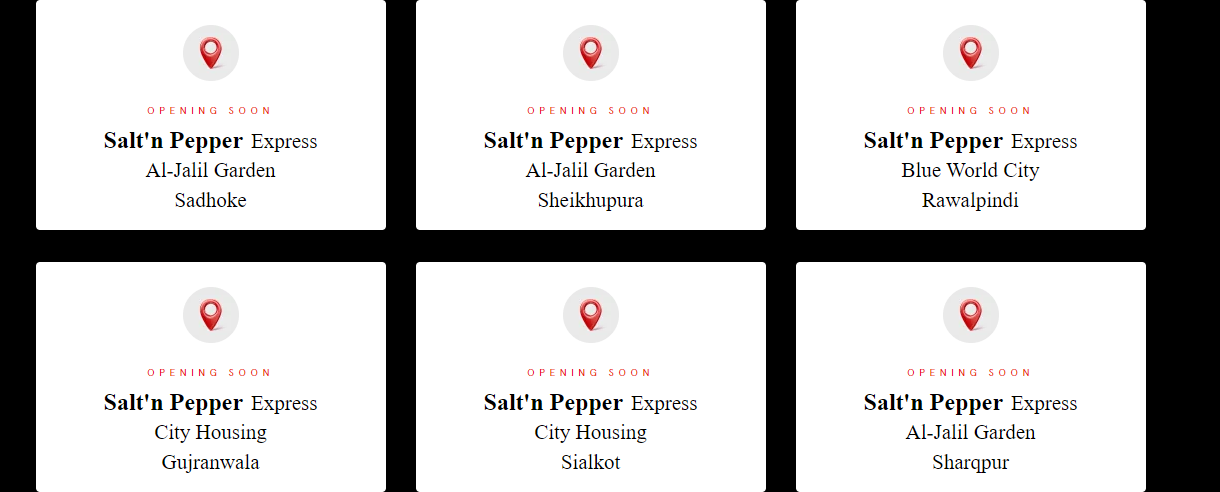 OPENING SOON
Salt'n Pepper Express
Al-Jalil Garden
Sadhoke
OPENING SOON
Salt'n Pepper Express
Al-Jalil Garden
Sheikhupura
OPENING SOON
Salt'n Pepper Express
Blue World City
Rawalpindi
OPENING SOON
Salt'n Pepper Express
City Housing
Gujranwala
OPENING SOON
Salt'n Pepper Express
City Housing
Sialkot
OPENING SOON
Salt'n Pepper Express
Al-Jalil Garden
Sharqpur